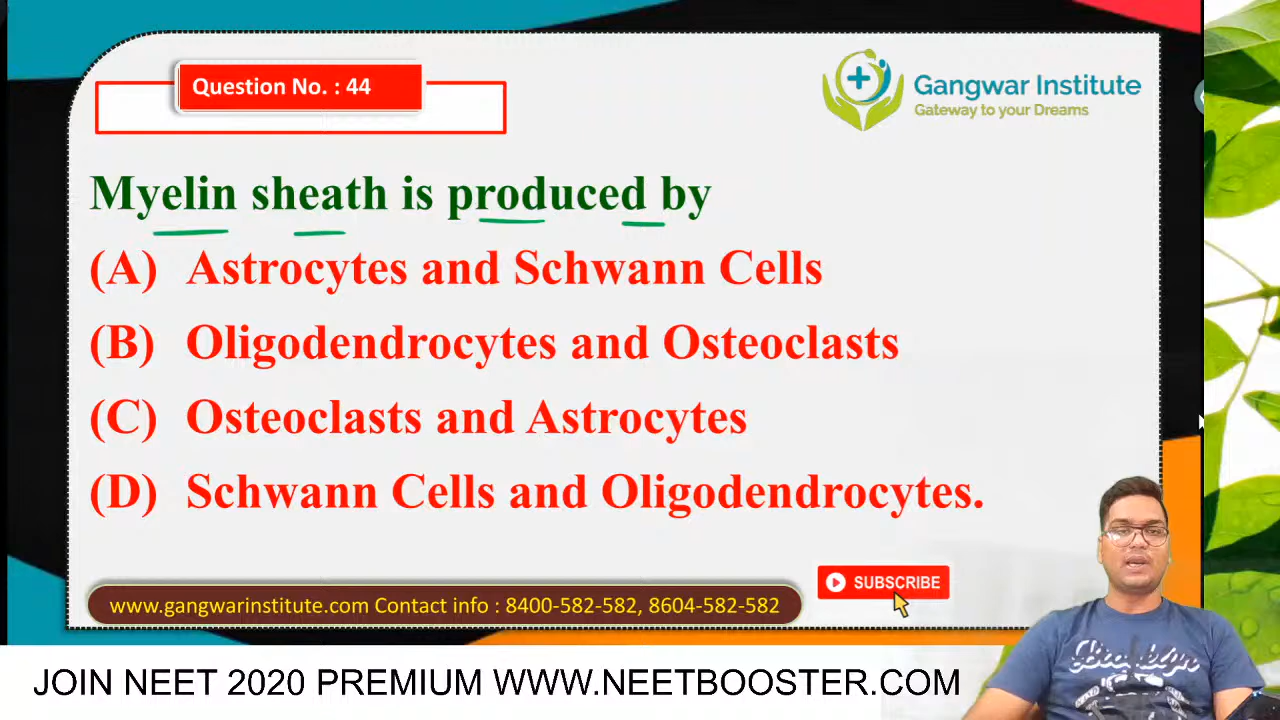 Question No. : 44
Gangwar Institute
Gateway to your Dreams
Myelin sheath is produced by
(A) Astrocytes and Schwann Cells
(B) Oligodendrocytes and Osteoclasts
(C) Osteoclasts and Astrocytes
(D) Schwann Cells and Oligodendrocytes.
SUBSCRIBE
www.gangwarinstitute.com Contact info : 8400-582-582, 8604-582-582
Brooklyn
JOIN NEET 2020 PREMIUM WWW.NEETBOOSTER.COM